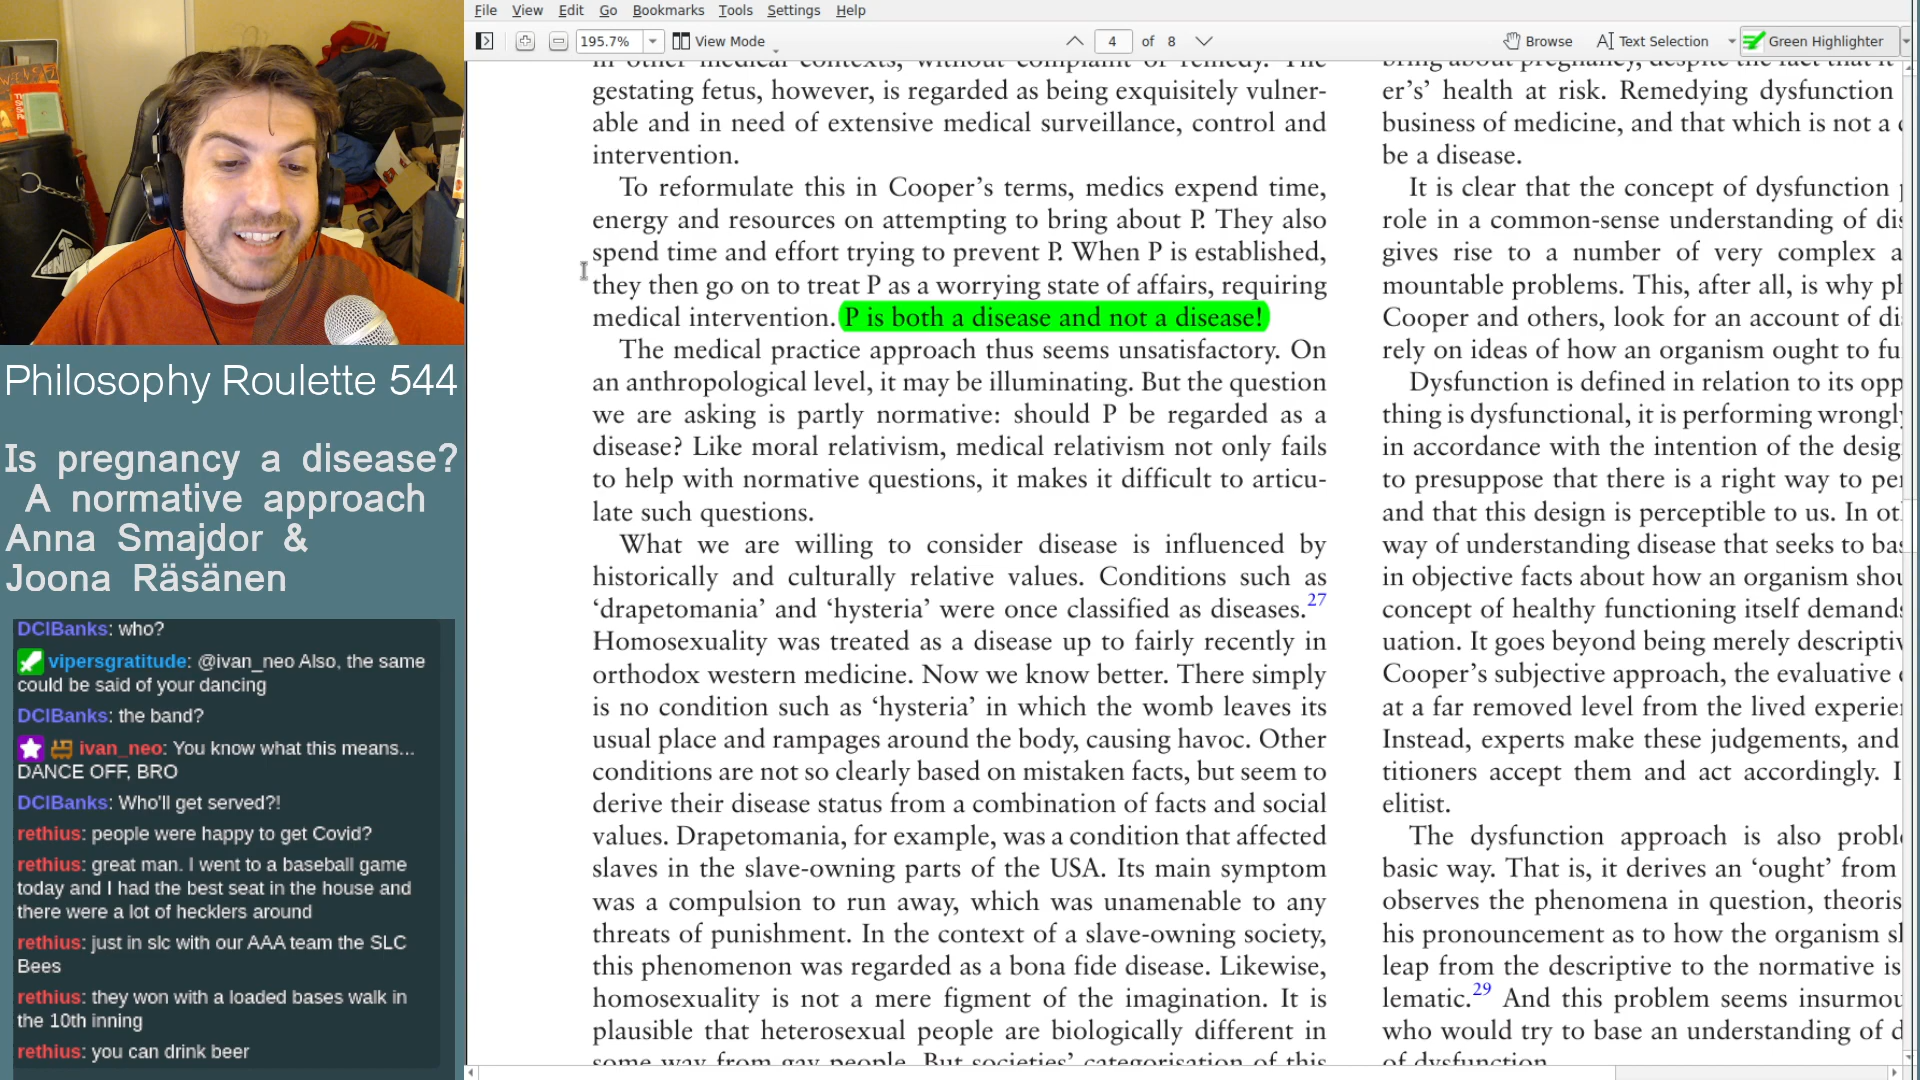 File View Edit Go Bookmarks Tools Settings Help
195.7% View Mode 4 of 8 Browse Text Selection Green Highlighter
gestating fetus, however, is regarded as being exquisitely vulner-
able and in need of extensive medical surveillance, control and
intervention.
To reformulate this in Cooper's terms, medics expend time,
energy and resources on attempting to bring about P. They also
spend time and effort trying to prevent P. When P is established,
they then go on to treat P as a worrying state of affairs, requiring
medical intervention. P is both a disease and not a disease!
The medical practice approach thus seems unsatisfactory. On
an anthropological level, it may be illuminating. But the question
we are asking is partly normative: should P be regarded as a
disease? Like moral relativism, medical relativism not only fails
to help with normative questions, it makes it difficult to articu-
late such questions.
What we are willing to consider disease is influenced by
historically and culturally relative values. Conditions such as
‘drapetomania’ and ‘hysteria’ were once classified as diseases.27
Homosexuality was treated as a disease up to fairly recently in
orthodox western medicine. Now we know better. There simply
is no condition such as ‘hysteria’ in which the womb leaves its
usual place and rampages around the body, causing havoc. Other
conditions are not so clearly based on mistaken facts, but seem to
derive their disease status from a combination of facts and social
values. Drapetomania, for example, was a condition that affected
slaves in the slave-owning parts of the USA. Its main symptom
was a compulsion to run away, which was unamenable to any
threats of punishment. In the context of a slave-owning society,
this phenomenon was regarded as a bona fide disease. Likewise,
homosexuality is not a mere figment of the imagination. It is
plausible that heterosexual people are biologically different in
some way from gay people. But societies' categorisation of this
er's' health at risk. Remedying dysfunction
business of medicine, and that which is not a
be a disease.
It is clear that the concept of dysfunction
role in a common-sense understanding of
gives rise to a number of very complex
mountable problems. This, after all, is why
Cooper and others, look for an account of
rely on ideas of how an organism ought to
Dysfunction is defined in relation to its
thing is dysfunctional, it is performing
in accordance with the intention of the
to presuppose that there is a right way to
and that this design is perceptible to us. In
way of understanding disease that seeks to
in objective facts about how an organism
concept of healthy functioning itself
uation. It goes beyond being merely
Cooper's subjective approach, the evaluative
at a far removed level from the lived
Instead, experts make these judgements, and
titioners accept them and act accordingly.
elitist.
The dysfunction approach is also
basic way. That is, it derives an ‘ought’ from
observes the phenomena in question,
his pronouncement as to how the organism
leap from the descriptive to the normative is
lematic.29 And this problem seems
who would try to base an understanding of
of dysfunction
Philosophy Roulette 544
Is pregnancy a disease?
A normative approach
Anna Smajdor &
Joona Räsänen
DCIBanks: who?
vipersgratitude: @ivan_neo Also, the same
could be said of your dancing
DCIBanks: the band?
ivan_neo: You know what this means...
DANCE OFF, BRO
DCIBanks: Who'll get served?!
rethius: people were happy to get Covid?
rethius: great man. I went to a baseball game
today and I had the best seat in the house and
there were a lot of hecklers around
rethius: just in slc with our AAA team the SLC
Bees
rethius: they won with a loaded bases walk in
the 10th inning
rethius: you can drink beer